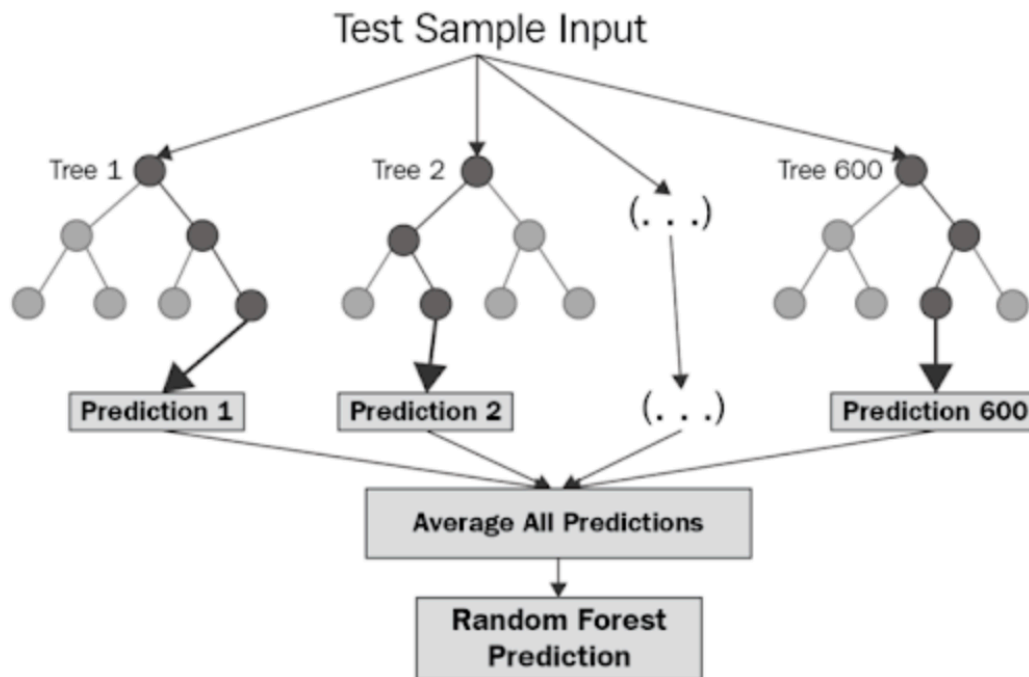 Test Sample Input
Tree 1
Tree 2
Tree 600
(. . .)
Prediction 1
Prediction 2
(. . .)
Prediction 600
Average All Predictions
Random Forest
Prediction